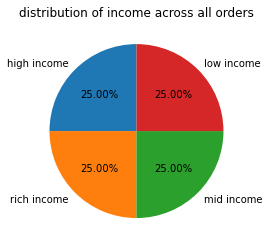 distribution of income across all orders
high income
low income
25.00%
25.00%
25.00%
25.00%
rich income
mid income